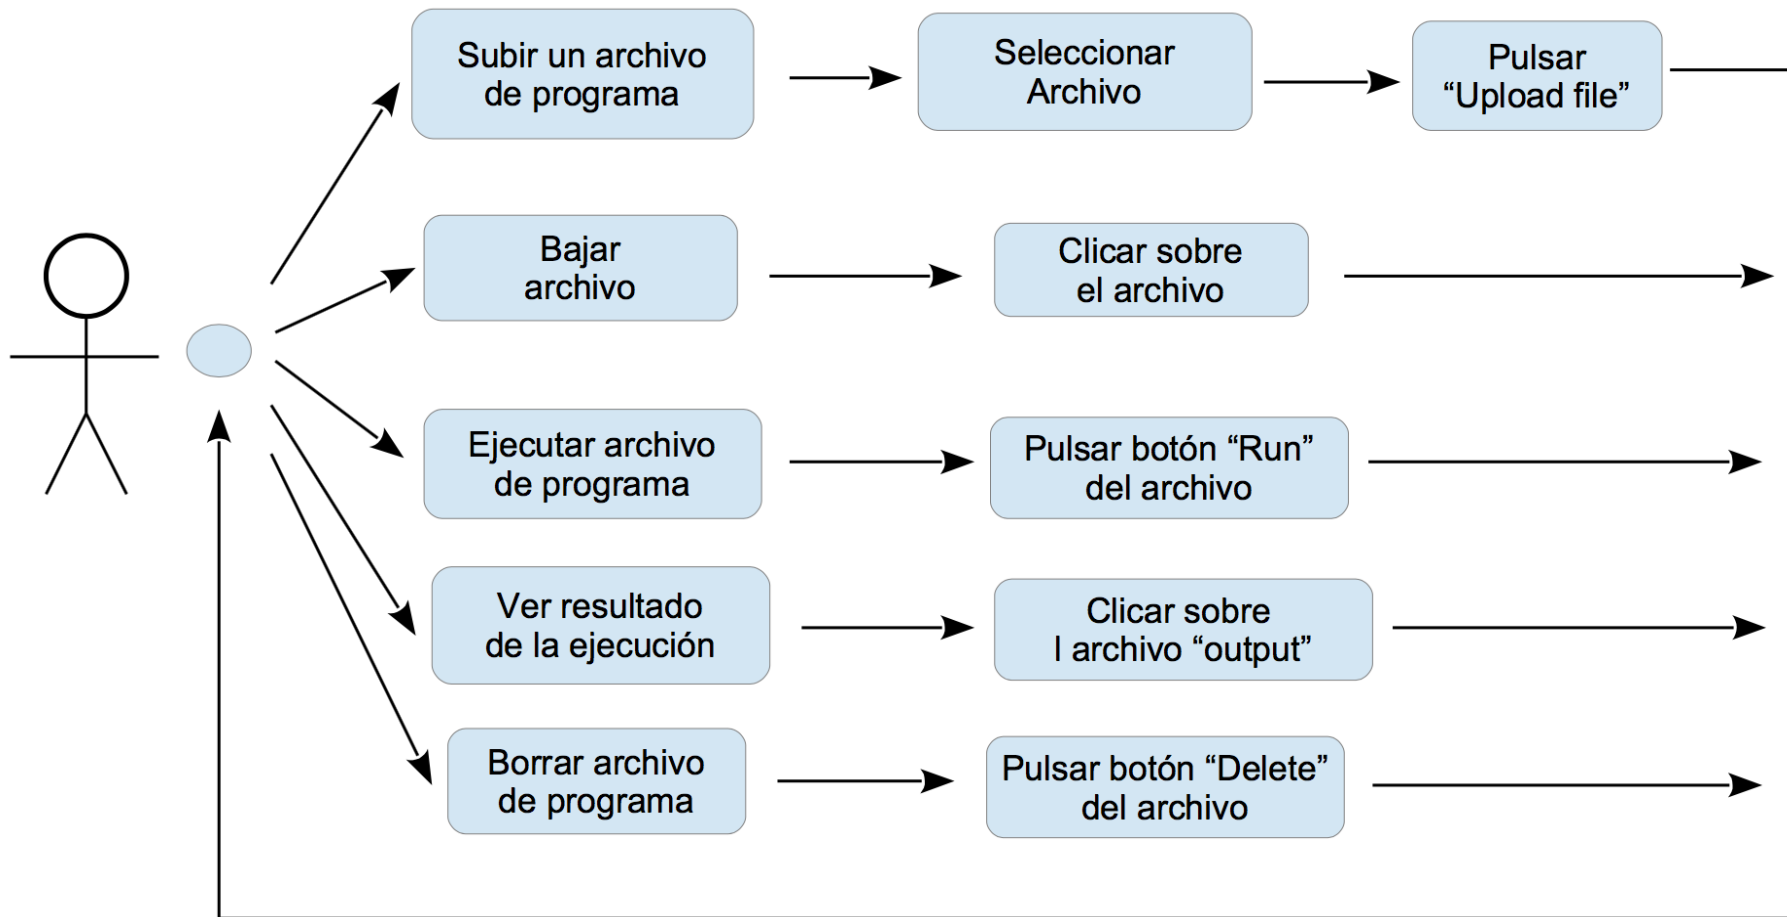 Subir un archivo
de programa
Seleccionar
Archivo
Pulsar
“Upload file”
Bajar
archivo
Clicar sobre
el archivo
Ejecutar archivo
de programa
Pulsar botón “Run”
del archivo
Ver resultado
de la ejecución
Clicar sobre
l archivo “output”
Borrar archivo
de programa
Pulsar botón “Delete”
del archivo